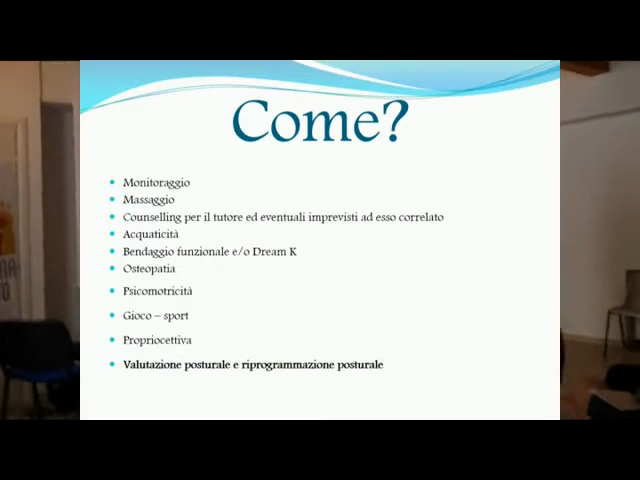 Come?
Monitoraggio
Massaggio
Counselling per il tutore ed eventuali imprevisti ad esso correlato
Acquaticità
Bendaggio funzionale e/o Dream K
Osteopatia
Psicomotricità
Gioco – sport
Propriocettiva
Valutazione posturale e riprogrammazione posturale